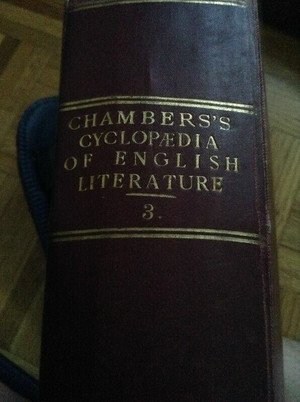 CHAMBERS'S
CYCLOPÆDIA
OF ENGLISH
LITERATURE
3.